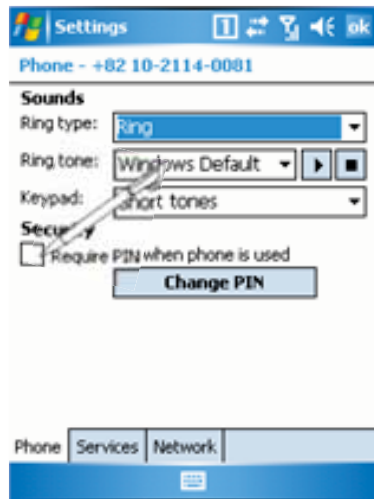 Settings 1 ok
Phone - +82 10-2114-0081
Sounds
Ring type: Ring
Ring tone: Windows Default
Keypad: Short tones
Security
Require PIN when phone is used
Change PIN
Phone Services Network